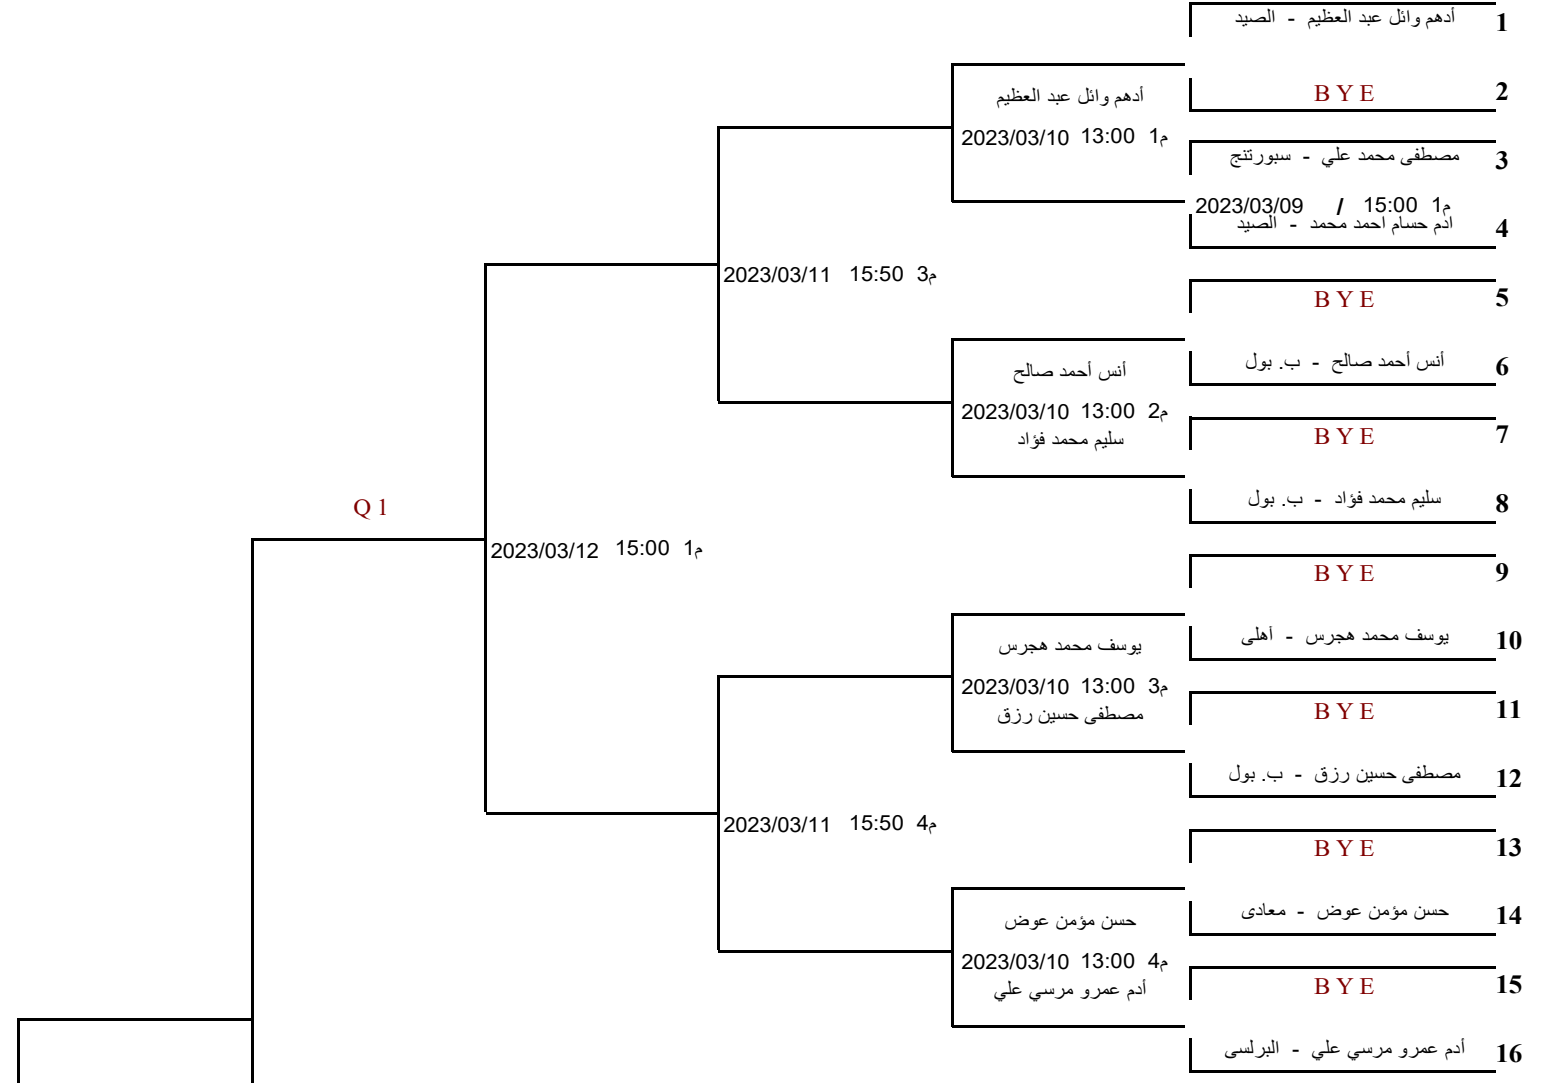 أدهم وائل عبد العظيم - الصيد 1
BYE 2
أدهم وائل عبد العظيم
2023/03/10 13:00 م1
مصطفى محمد علي - سبورتنج 3
2023/03/09 / 15:00 م1
ادم حسام احمد محمد - الصيد 4
2023/03/11 15:50 م3
BYE 5
أنس أحمد صالح - ب. بول 6
أنس أحمد صالح
2023/03/10 13:00 م2
سليم محمد فؤاد
BYE 7
سليم محمد فؤاد - ب. بول 8
Q1
2023/03/12 15:00 م1
BYE 9
يوسف محمد هجرس - أهلى 10
يوسف محمد هجرس
2023/03/10 13:00 م3
مصطفى حسين رزق
BYE 11
مصطفى حسين رزق - ب. بول 12
2023/03/11 15:50 م4
BYE 13
حسن مؤمن عوض - معادى 14
حسن مؤمن عوض
2023/03/10 13:00 م4
أدم عمرو مرسي علي
BYE 15
أدم عمرو مرسي علي - البرلسى 16